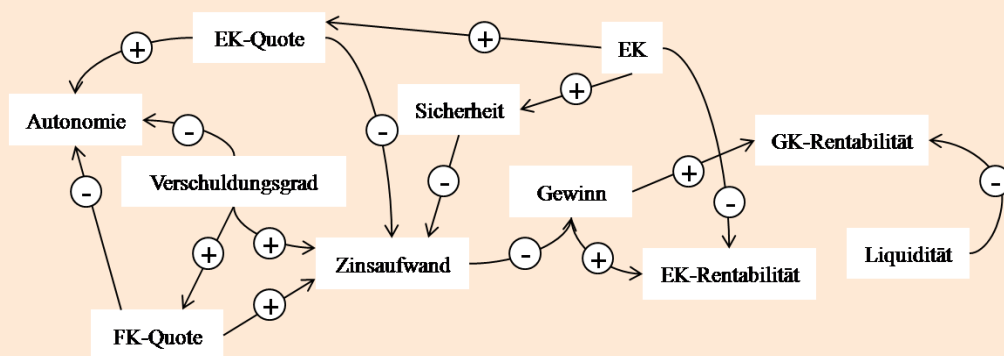 EK-Quote
+
EK
+
+
Sicherheit
Autonomie
-
-
GK-Rentabilität
Verschuldungsgrad
-
+
-
-
Gewinn
-
+
+
-
+
Zinsaufwand
Liquidität
EK-Rentabilität
+
FK-Quote